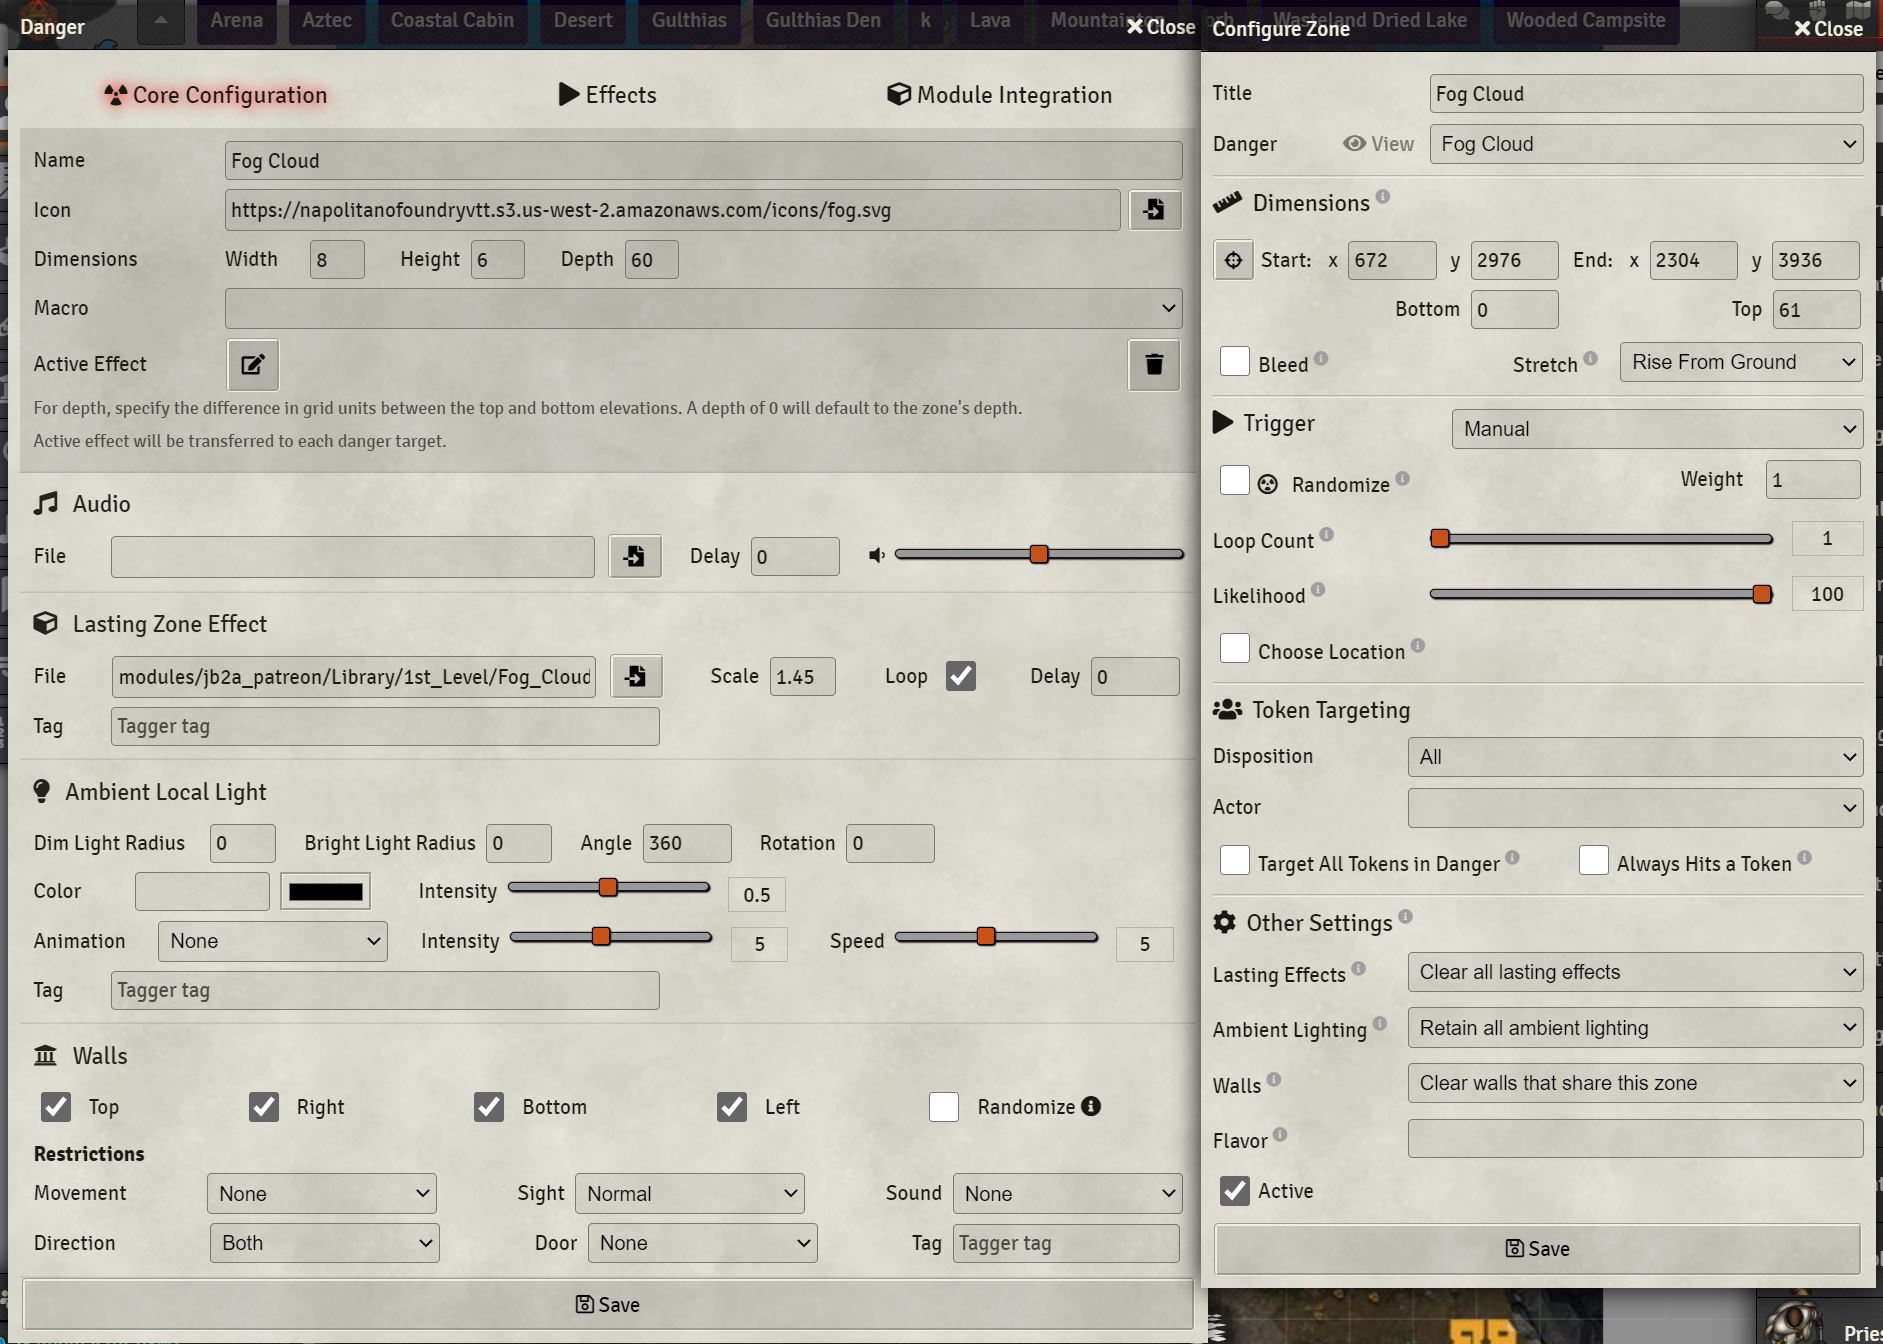 Arena Aztec Coastal Cabin Desert Gulthias Gulthias Den k Lava Wasteland Dried Lake Wooded Campsite
Danger
Close
Core Configuration Effects Module Integration
Name Fog Cloud
Icon https://napolitanofoundryvtt.s3.us-west-2.amazonaws.com/icons/fog.svg
Dimensions Width 8 Height 6 Depth 60
Macro
Active Effect
For depth, specify the difference in grid units between the top and bottom elevations. A depth of 0 will default to the zone's depth.
Active effect will be transferred to each danger target.
Audio
File Delay 0
Lasting Zone Effect
File modules/jb2a_patreon/Library/1st_Level/Fog_Cloud Scale 1.45 Loop Delay 0
Tag Tagger tag
Ambient Local Light
Dim Light Radius 0 Bright Light Radius 0 Angle 360 Rotation 0
Color Intensity 0.5
Animation None Intensity 5 Speed 5
Tag Tagger tag
Walls
Top Right Bottom Left Randomize
Restrictions
Movement None Sight Normal Sound None
Direction Both Door None Tag Tagger tag
Save
Configure Zone
Close
Title Fog Cloud
Danger View Fog Cloud
Dimensions
Start: x 672 y 2976 End: x 2304 y 3936
Bottom 0 Top 61
Bleed Stretch Rise From Ground
Trigger Manual
Randomize Weight 1
Loop Count 1
Likelihood 100
Choose Location
Token Targeting
Disposition All
Actor
Target All Tokens in Danger Always Hits a Token
Other Settings
Lasting Effects Clear all lasting effects
Ambient Lighting Retain all ambient lighting
Walls Clear walls that share this zone
Flavor
Active
Save